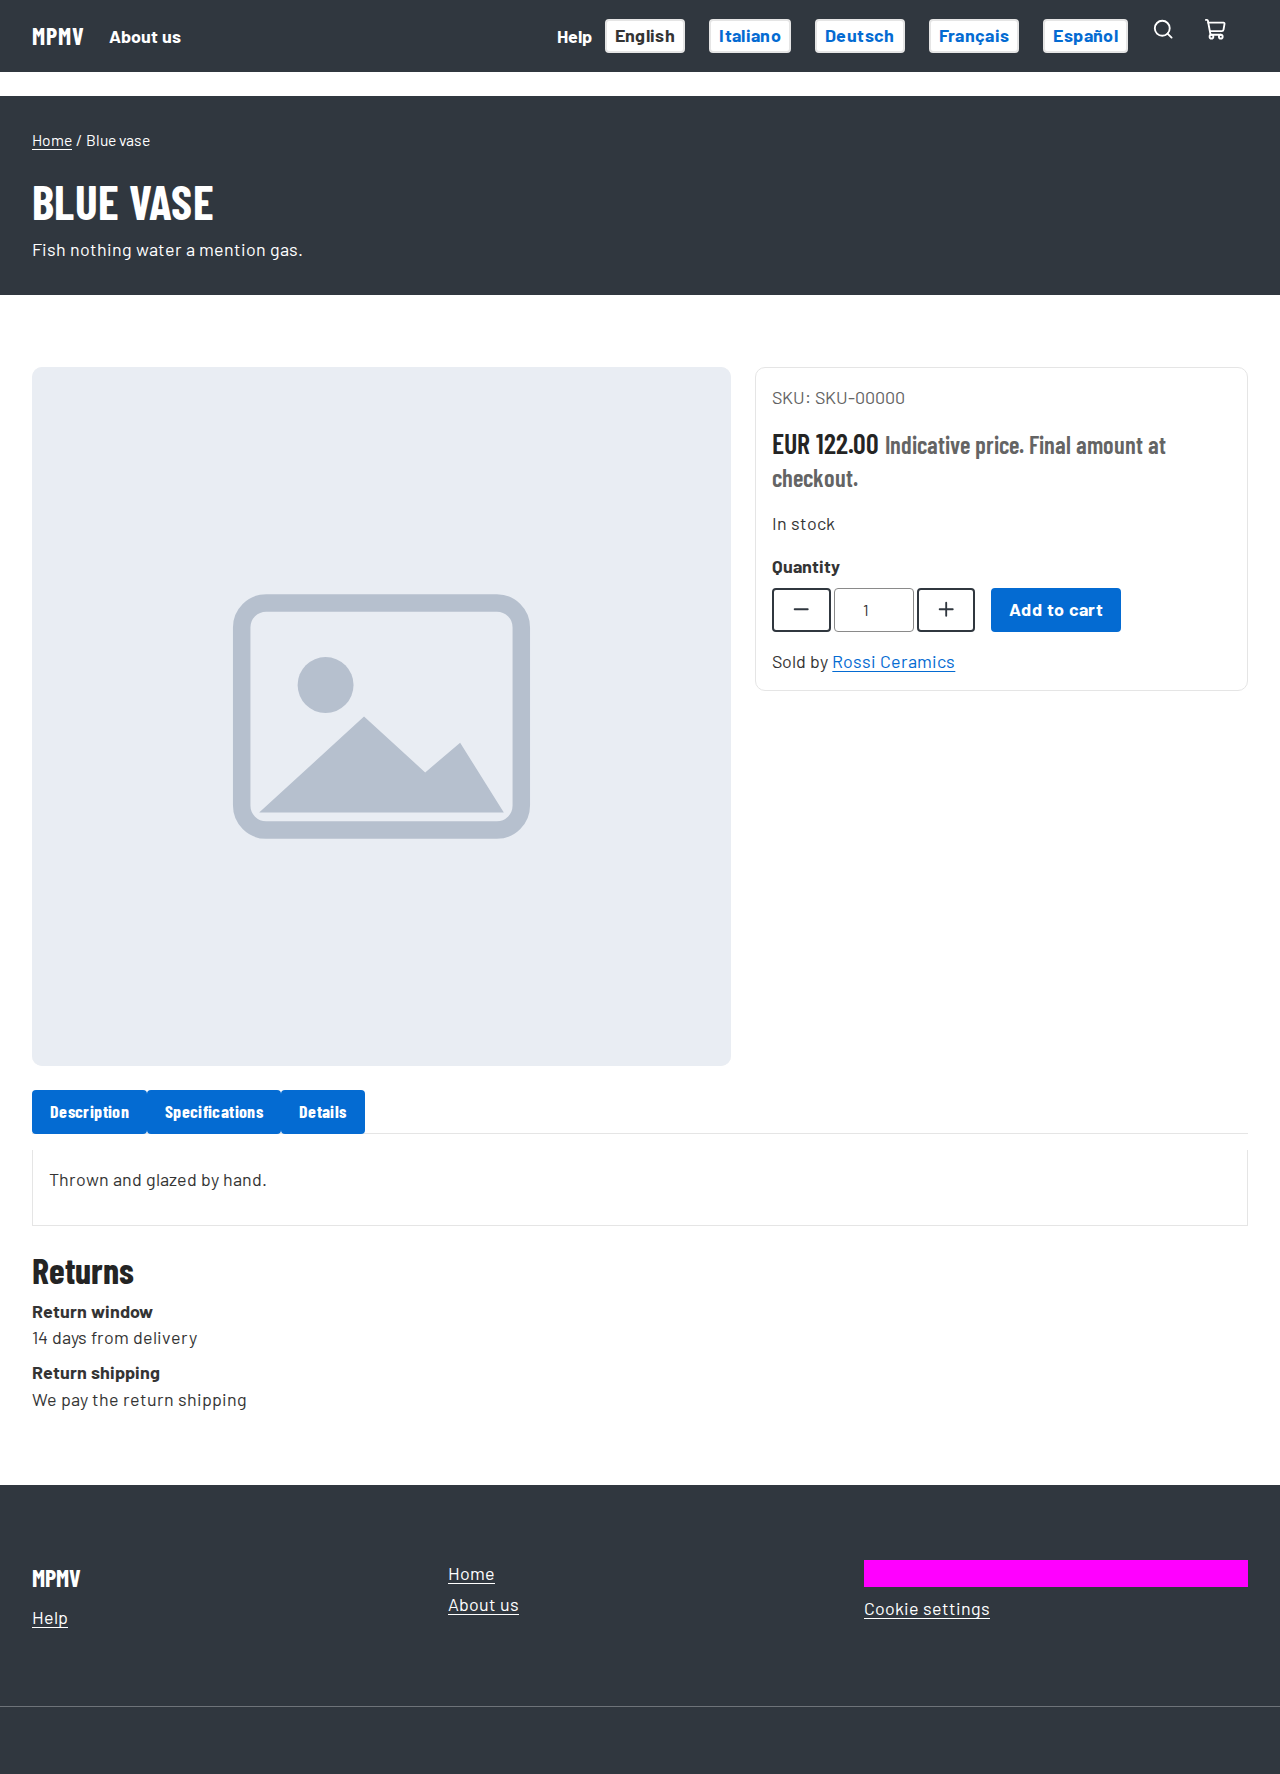 MPMV
About us
Help
English
Italiano
Deutsch
Français
Español
Home / Blue vase
BLUE VASE
Fish nothing water a mention gas.
SKU: SKU-00000
EUR 122.00 Indicative price. Final amount at
checkout.
In stock
Quantity
1
Add to cart
Sold by Rossi Ceramics
Description
Specifications
Details
Thrown and glazed by hand.
Returns
Return window
14 days from delivery
Return shipping
We pay the return shipping
MPMV
Help
Home
About us
Cookie settings